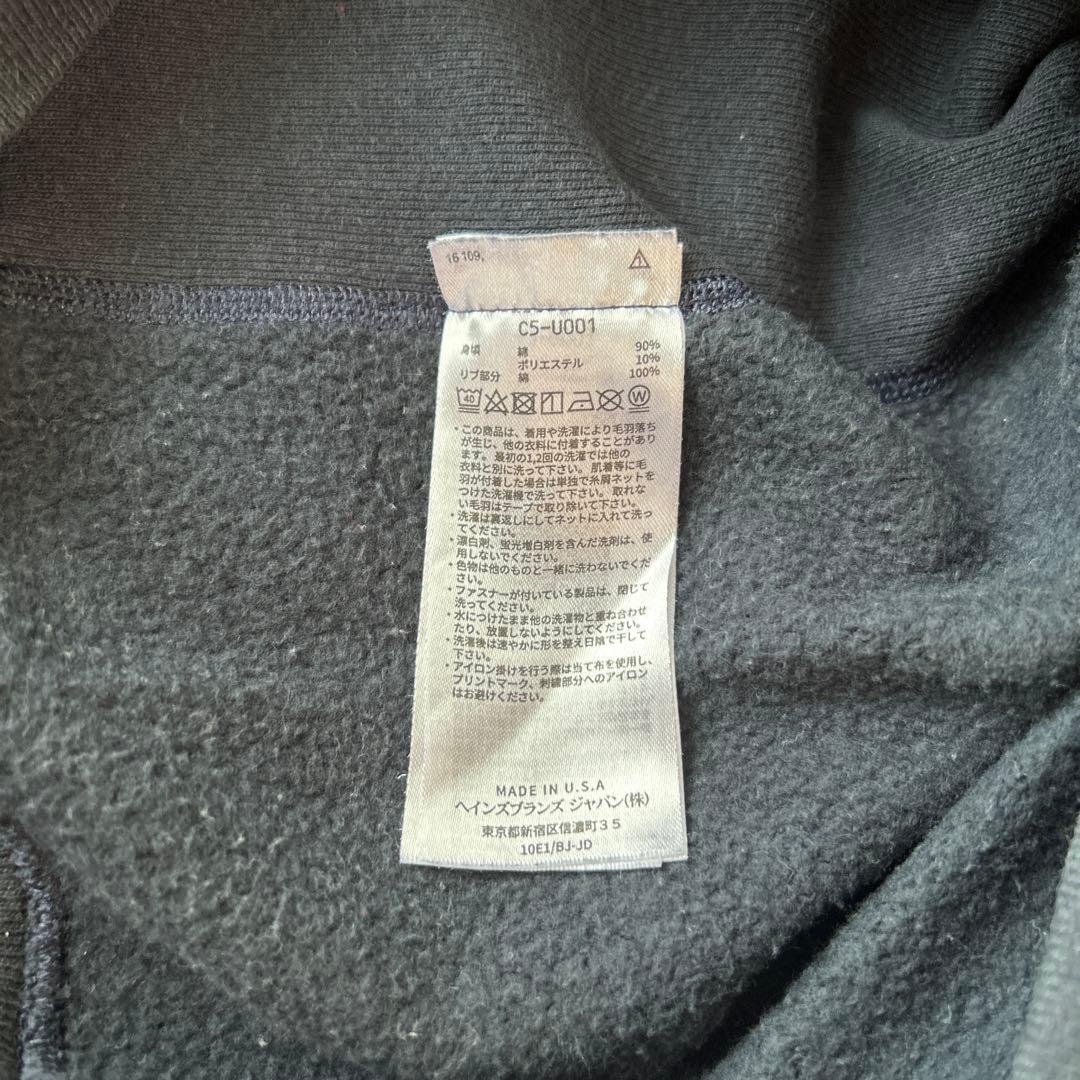 16 109,
C5-U001
身頃 綿 90%
ポリエステル 10%
リブ部分 綿 100%
40 W
・この商品は、着用や洗濯により毛羽落ち
が生じ、他の衣料に付着することがあり
ます。最初の1,2回の洗濯では他の
衣料と別に洗って下さい。肌着等に毛
羽が付着した場合は単独で糸屑ネットを
つけた洗濯機で洗って下さい。取れな
い毛羽はテープで取り除いて下さい。
・洗濯は裏返しにしてネットに入れて洗っ
てください。
・漂白剤、蛍光増白剤を含んだ洗剤は、使
用しないでください。
・色物は他のものと一緒に洗わないでくだ
さい。
・ファスナーが付いている製品は、閉じて
洗ってください。
・水につけたまま他の洗濯物と重ね合わせ
たり、放置しないようにしてください。
・洗濯後は速やかに形を整え日陰で干して
下さい。
・アイロン掛けを行う際は当て布を使用し、
プリントマーク、刺繍部分へのアイロン
はお避けください。
MADE IN U.S.A
ヘインズブランズ ジャパン(株)
東京都新宿区信濃町35
10E1/BJ-JD